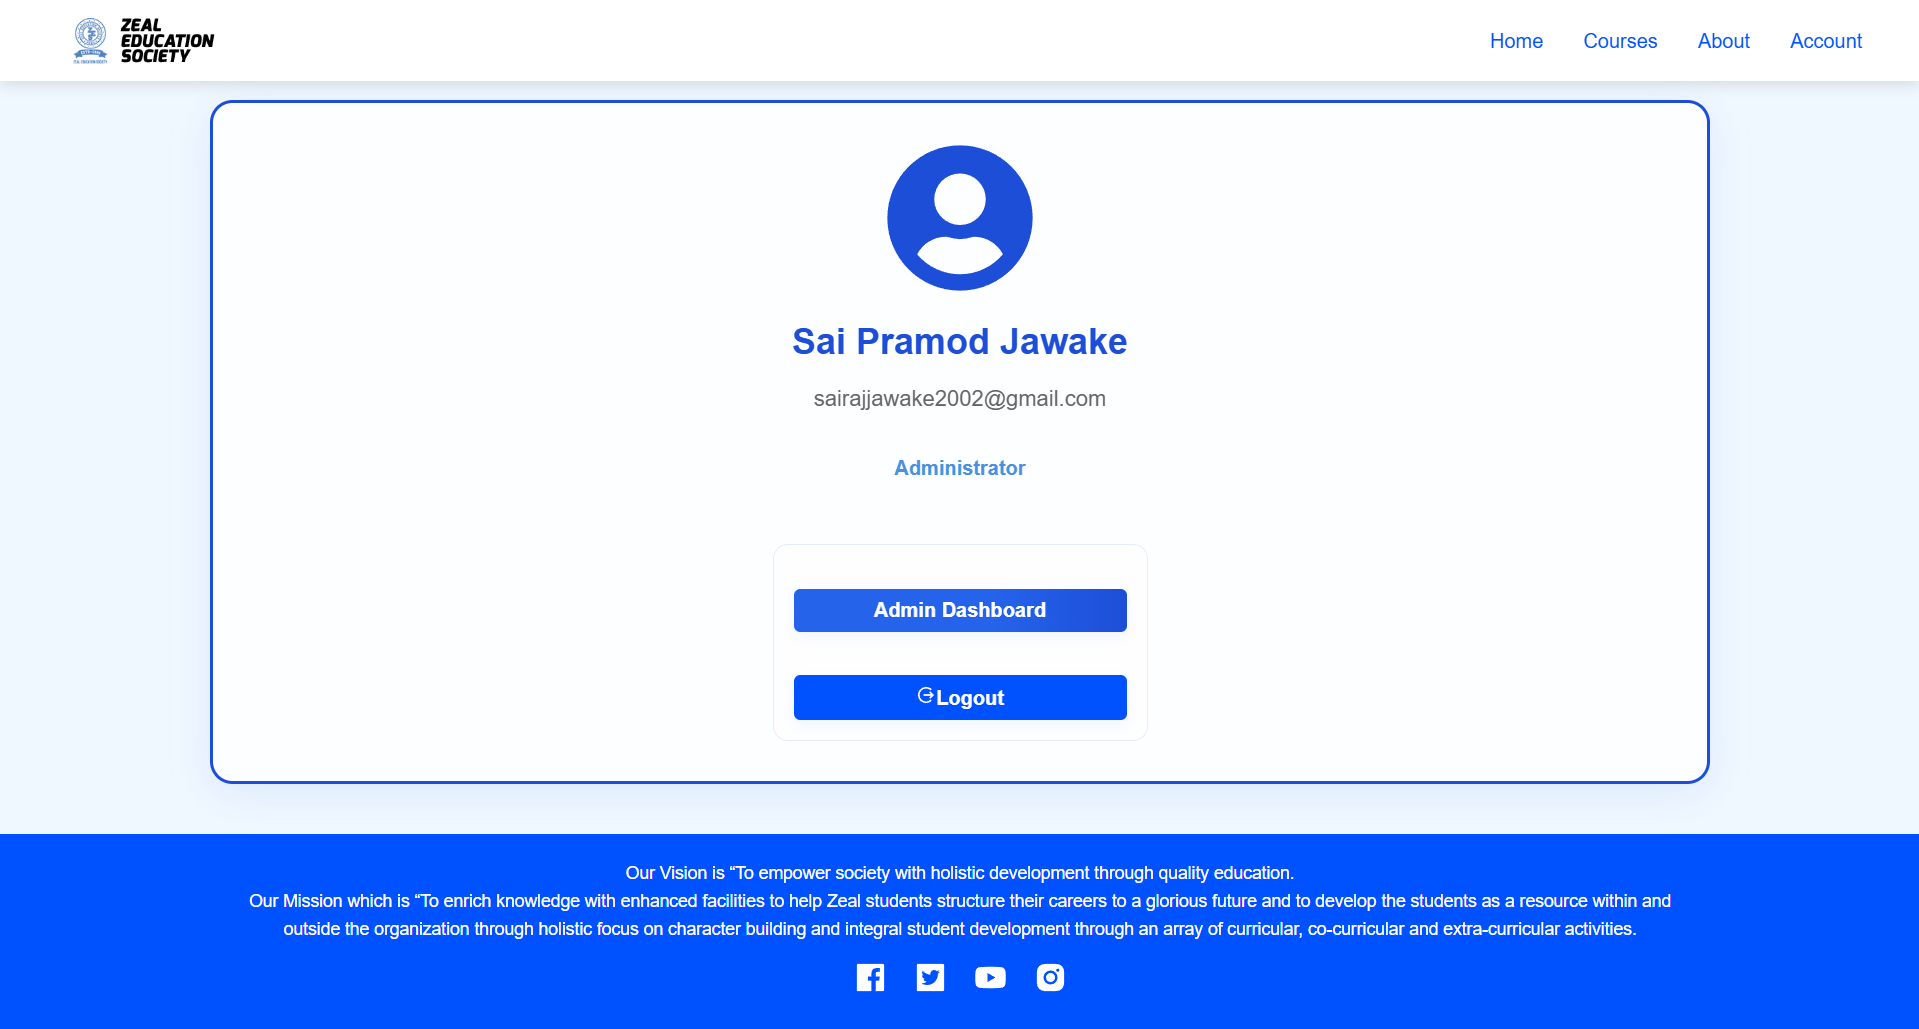 ZEAL
EDUCATION
SOCIETY
Home
Courses
About
Account
Sai Pramod Jawake
sairajjawake2002@gmail.com
Administrator
Admin Dashboard
Logout
Our Vision is “To empower society with holistic development through quality education.
Our Mission which is “To enrich knowledge with enhanced facilities to help Zeal students structure their careers to a glorious future and to develop the students as a resource within and
outside the organization through holistic focus on character building and integral student development through an array of curricular, co-curricular and extra-curricular activities.